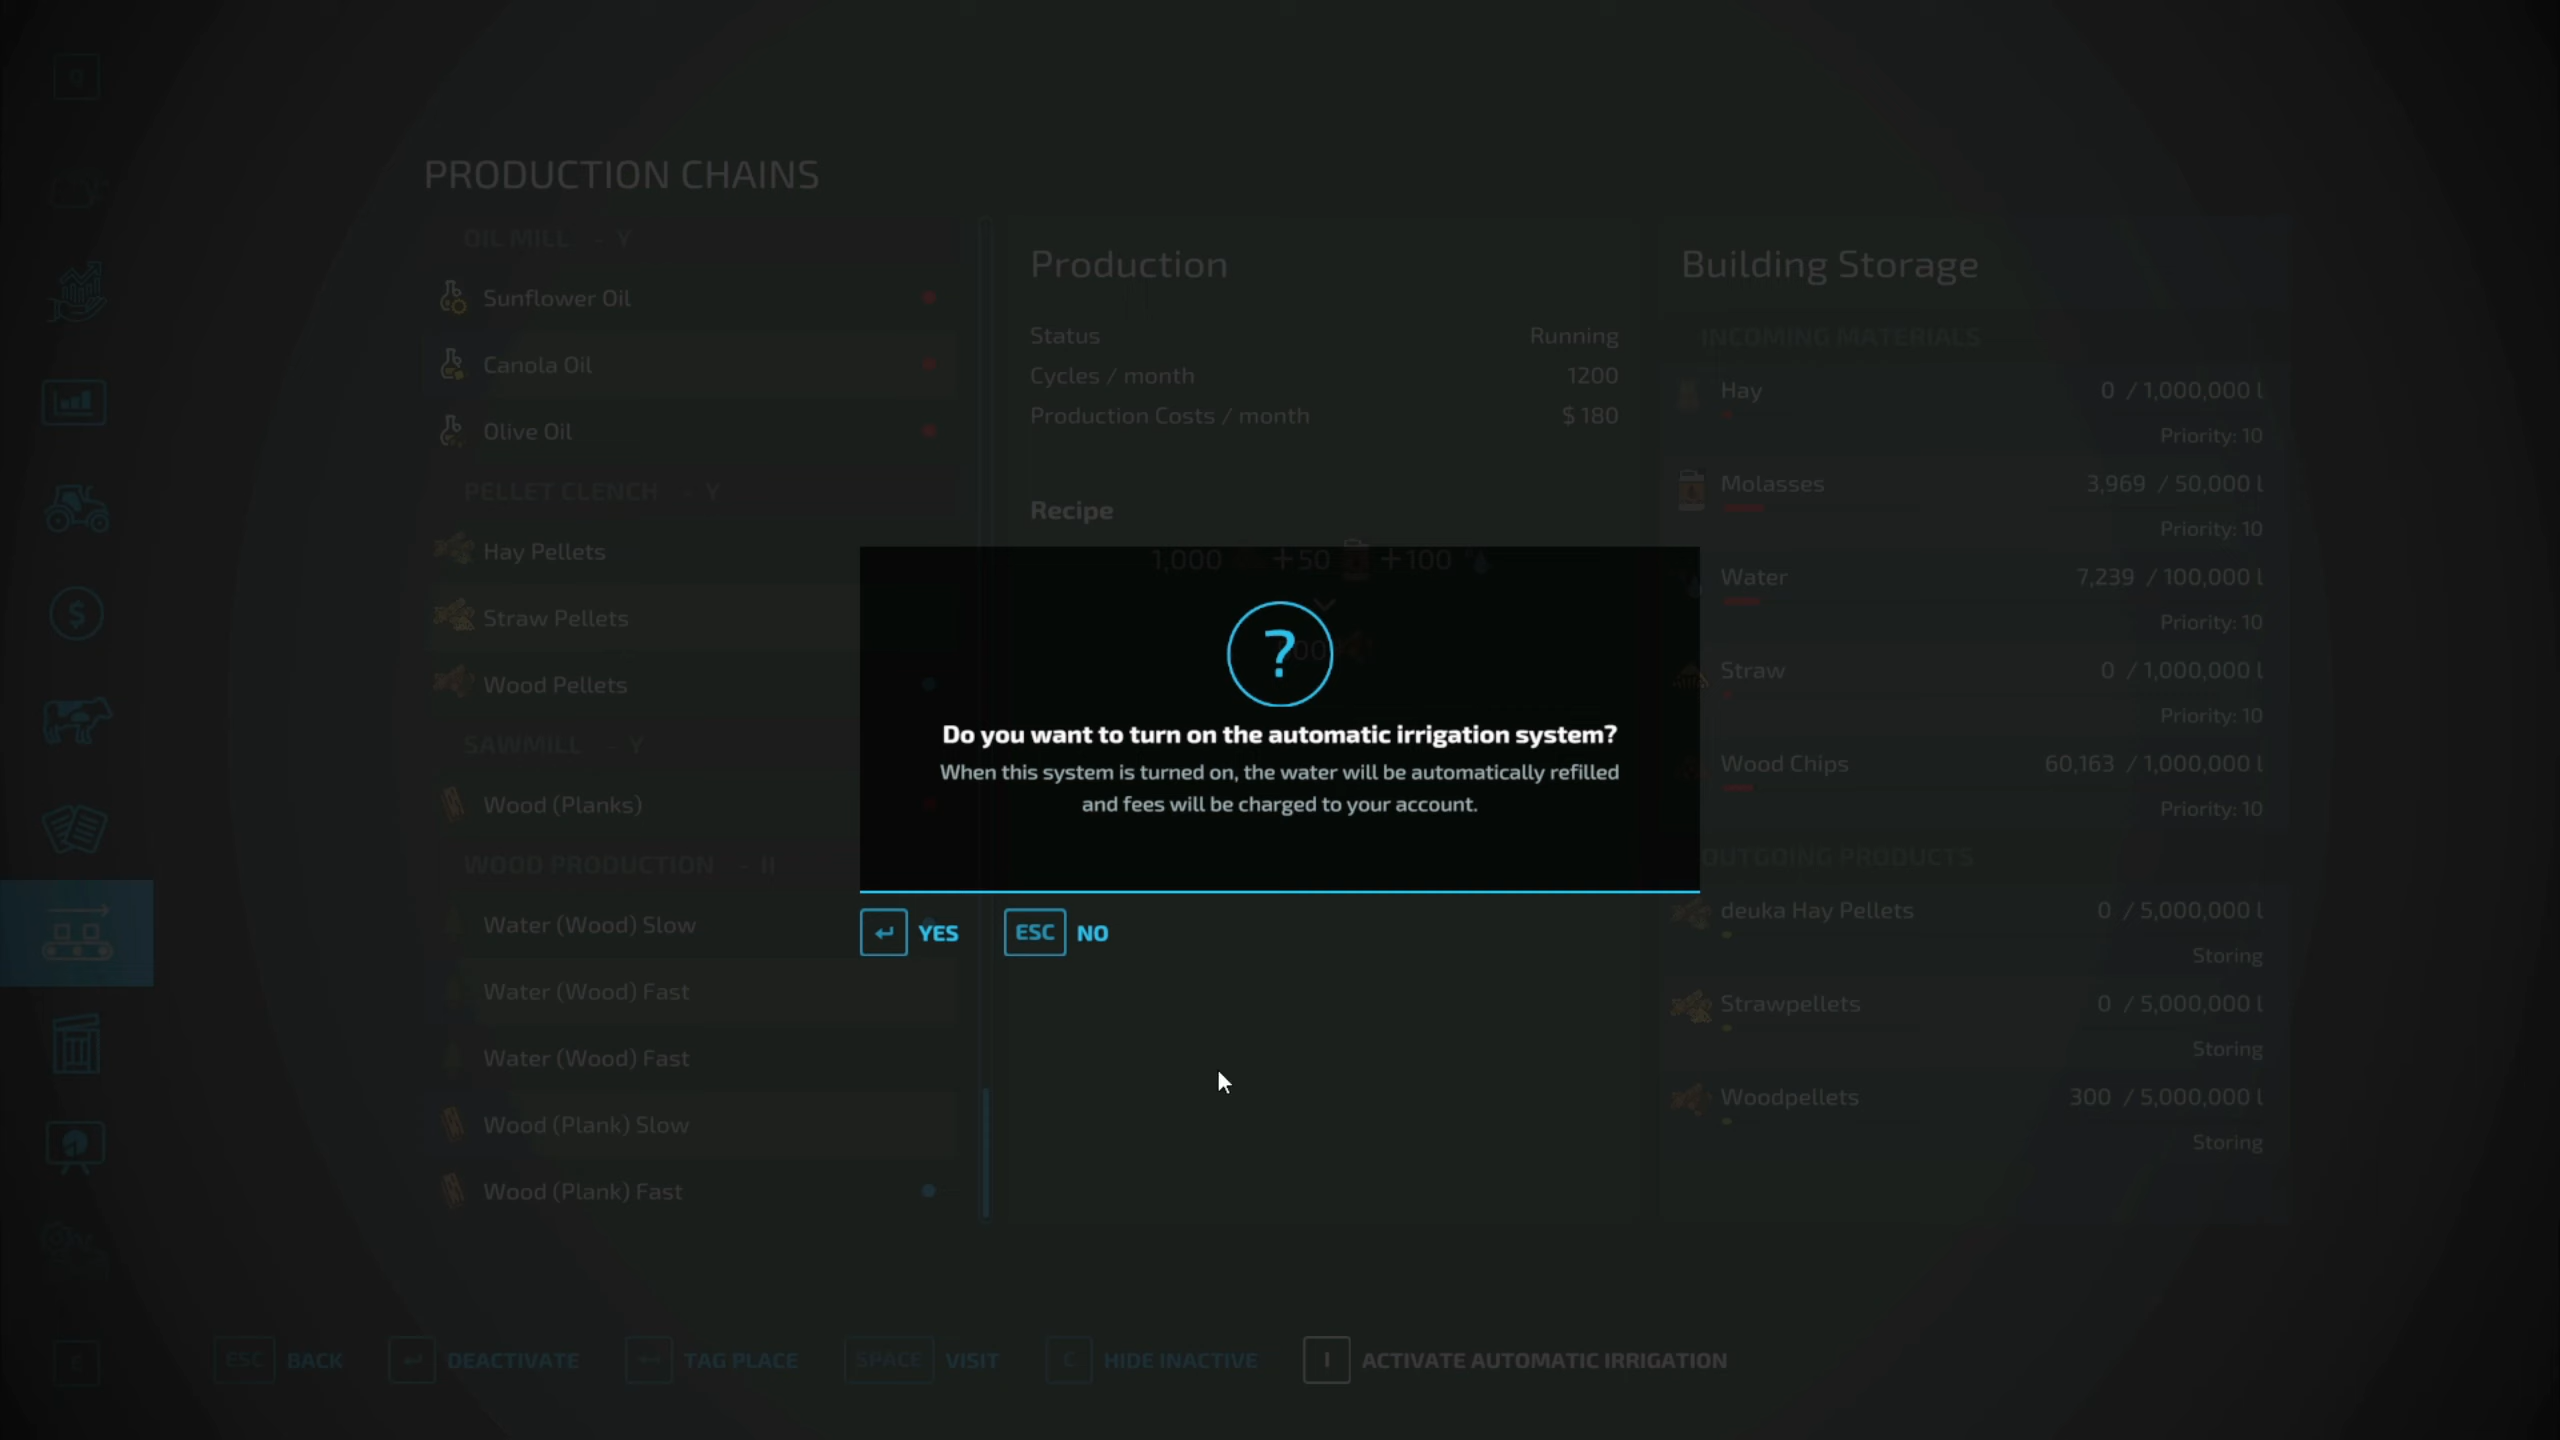 Q
PRODUCTION CHAINS
OIL MILL - Y
Sunflower Oil
Canola Oil
Olive Oil
PELLET CLENCH - Y
Hay Pellets
Straw Pellets
Wood Pellets
SAWMILL - Y
Wood (Planks)
WOOD PRODUCTION - II
Water (Wood) Slow
Water (Wood) Fast
Water (Wood) Fast
Wood (Plank) Slow
Wood (Plank) Fast
Production
Status Running
Cycles / month 1200
Production Costs / month $ 180
Recipe
1,000 +50 +100
?
Do you want to turn on the automatic irrigation system?
When this system is turned on, the water will be automatically refilled
and fees will be charged to your account.
YES ESC NO
Building Storage
INCOMING MATERIALS
Hay 0 / 1,000,000 l
Priority: 10
Molasses 3,969 / 50,000 l
Priority: 10
Water 7,239 / 100,000 l
Priority: 10
Straw 0 / 1,000,000 l
Priority: 10
Wood Chips 60,163 / 1,000,000 l
Priority: 10
OUTGOING PRODUCTS
deuka Hay Pellets 0 / 5,000,000 l
Storing
Strawpellets 0 / 5,000,000 l
Storing
Woodpellets 300 / 5,000,000 l
Storing
E ESC BACK DEACTIVATE TAG PLACE SPACE VISIT C HIDE INACTIVE I ACTIVATE AUTOMATIC IRRIGATION